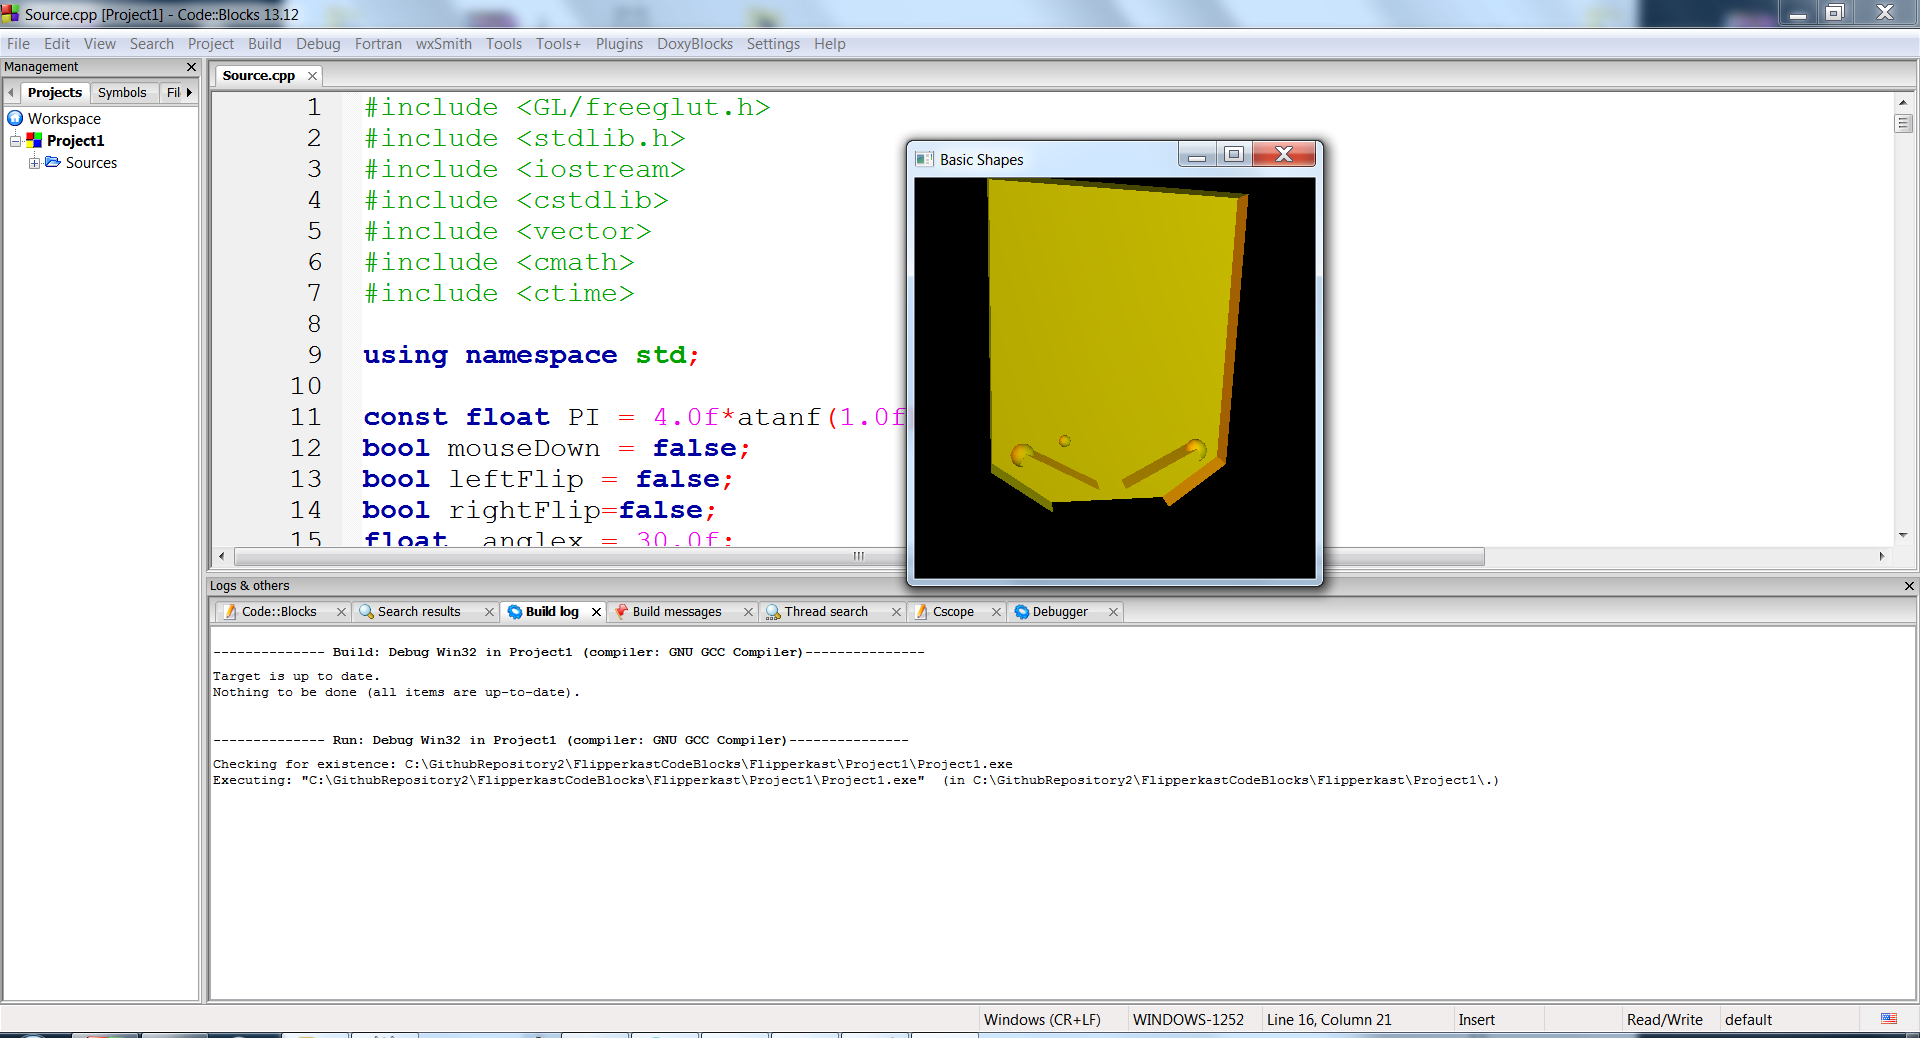 Source.cpp [Project1] - Code::Blocks 13.12
File Edit View Search Project Build Debug Fortran wxSmith Tools Tools+ Plugins DoxyBlocks Settings Help
Management
Projects Symbols Fil
Workspace
Project1
Sources
Source.cpp
1 #include <GL/freeglut.h>
2 #include <stdlib.h>
3 #include <iostream>
4 #include <cstdlib>
5 #include <vector>
6 #include <cmath>
7 #include <ctime>
8
9 using namespace std;
10
11 const float PI = 4.0f*atanf(1.0f
12 bool mouseDown = false;
13 bool leftFlip = false;
14 bool rightFlip=false;
15 float  anglex = 30.0f;
Basic Shapes
Logs & others
Code::Blocks Search results Build log Build messages Thread search Cscope Debugger
-------------- Build: Debug Win32 in Project1 (compiler: GNU GCC Compiler)---------------
Target is up to date.
Nothing to be done (all items are up-to-date).
-------------- Run: Debug Win32 in Project1 (compiler: GNU GCC Compiler)---------------
Checking for existence: C:\GithubRepository2\FlipperkastCodeBlocks\Flipperkast\Project1\Project1.exe
Executing: "C:\GithubRepository2\FlipperkastCodeBlocks\Flipperkast\Project1\Project1.exe"  (in C:\GithubRepository2\FlipperkastCodeBlocks\Flipperkast\Project1\.)
Windows (CR+LF) WINDOWS-1252 Line 16, Column 21 Insert Read/Write default